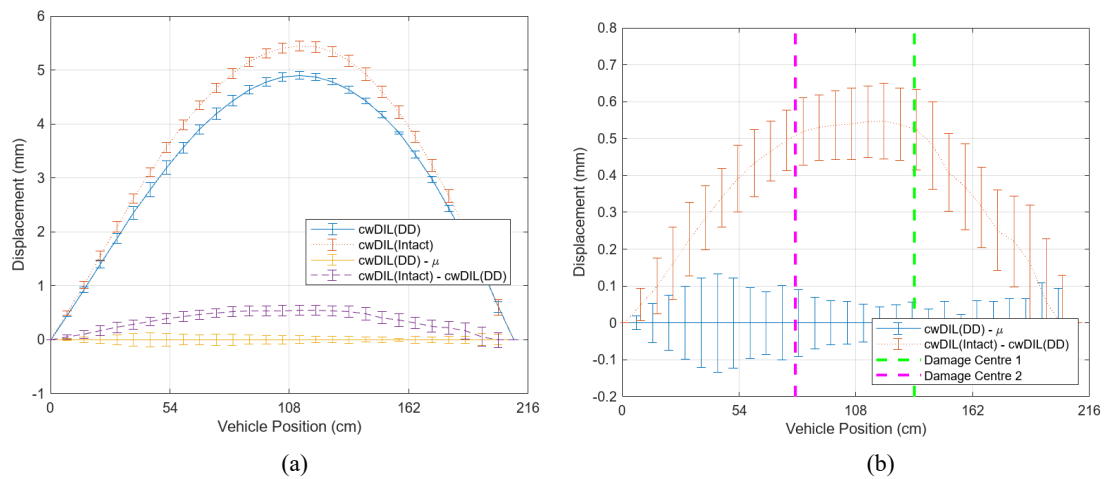 6
5
4
3
2
1
0
-1
Displacement (mm)
0
54
108
162
216
Vehicle Position (cm)
cwDIL(DD)
cwDIL(Intact)
cwDIL(DD) - μ
cwDIL(Intact) - cwDIL(DD)
(a)
0.8
0.7
0.6
0.5
0.4
0.3
0.2
0.1
0
-0.1
-0.2
Displacement (mm)
0
54
108
162
216
Vehicle Position (cm)
cwDIL(DD) - μ
cwDIL(Intact) - cwDIL(DD)
Damage Centre 1
Damage Centre 2
(b)